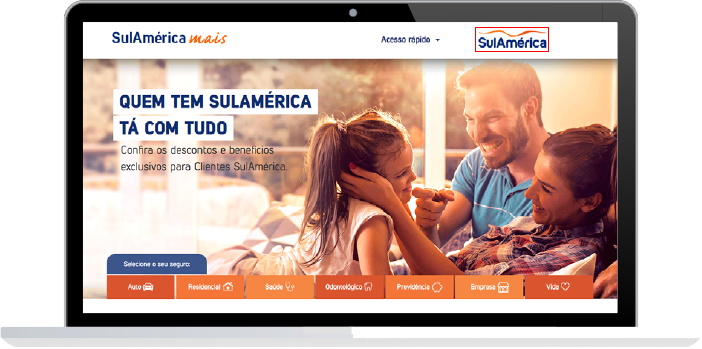 SulAmérica mais
Acesso rápido
SulAmérica
QUEM TEM SULAMÉRICA
TÁ COM TUDO
Confira os descontos e benefícios
exclusivos para Clientes SulAmérica.
Selecione o seu seguro:
Auto
Residencial
Saúde
Odontológico
Previdência
Empresa
Vida